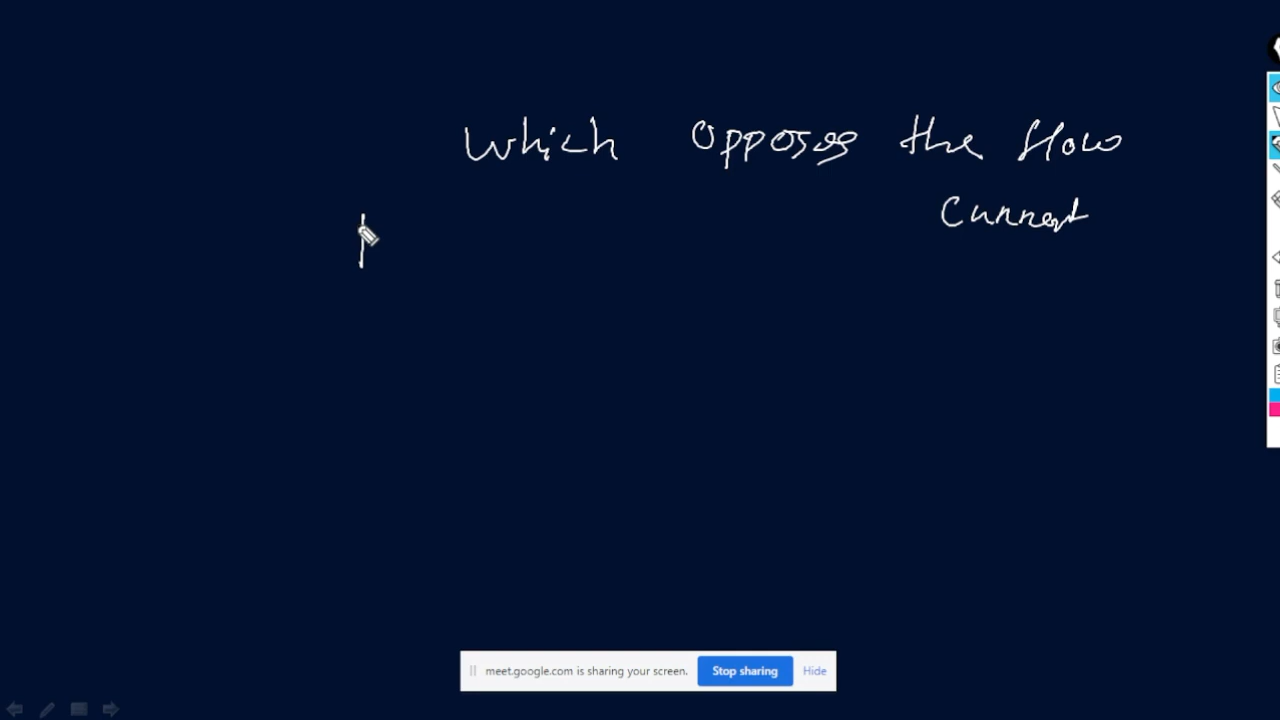 which opposes the flow
current
meet.google.com is sharing your screen. Stop sharing Hide